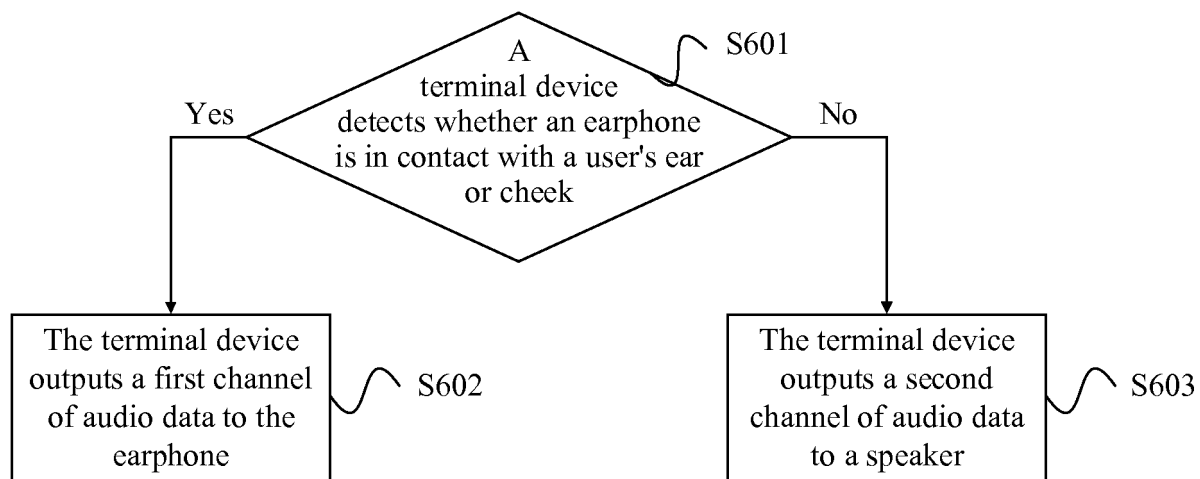 A
terminal device
detects whether an earphone
is in contact with a user's ear
or cheek
S601
Yes
No
The terminal device
outputs a first channel
of audio data to the
earphone
S602
The terminal device
outputs a second
channel of audio data
to a speaker
S603